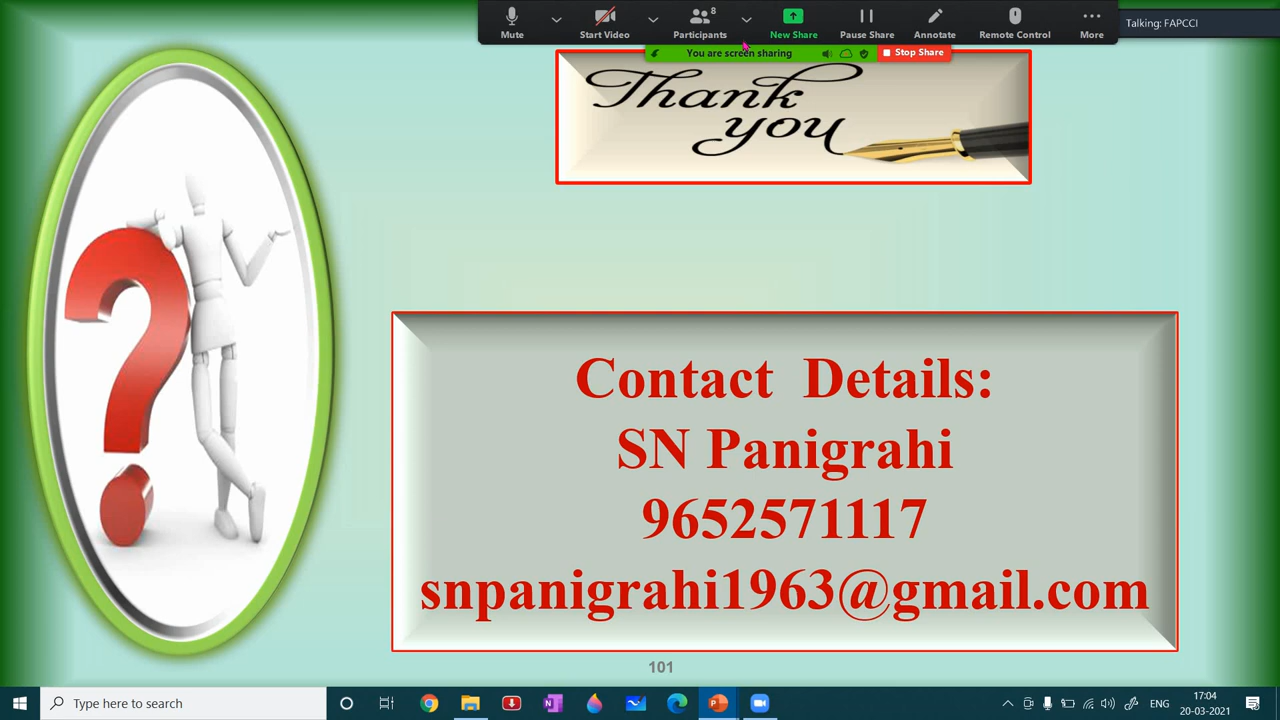 8
Mute
Start Video
Participants
New Share
Pause Share
Annotate
Remote Control
More
Talking: FAPCCI
You are screen sharing
Stop Share
Thank
you
?
Contact Details:
SN Panigrahi
9652571117
snpanigrahi1963@gmail.com
101
Type here to search
ENG
17:04
20-03-2021